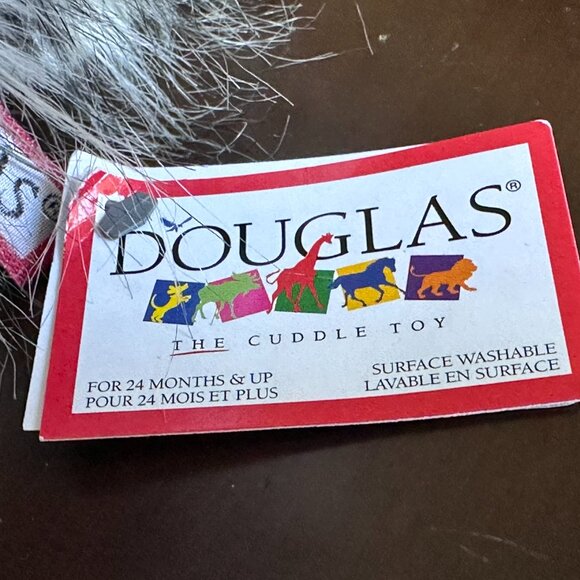 DOUGLAS®
THE CUDDLE TOY
FOR 24 MONTHS & UP
POUR 24 MOIS ET PLUS
SURFACE WASHABLE
LAVABLE EN SURFACE